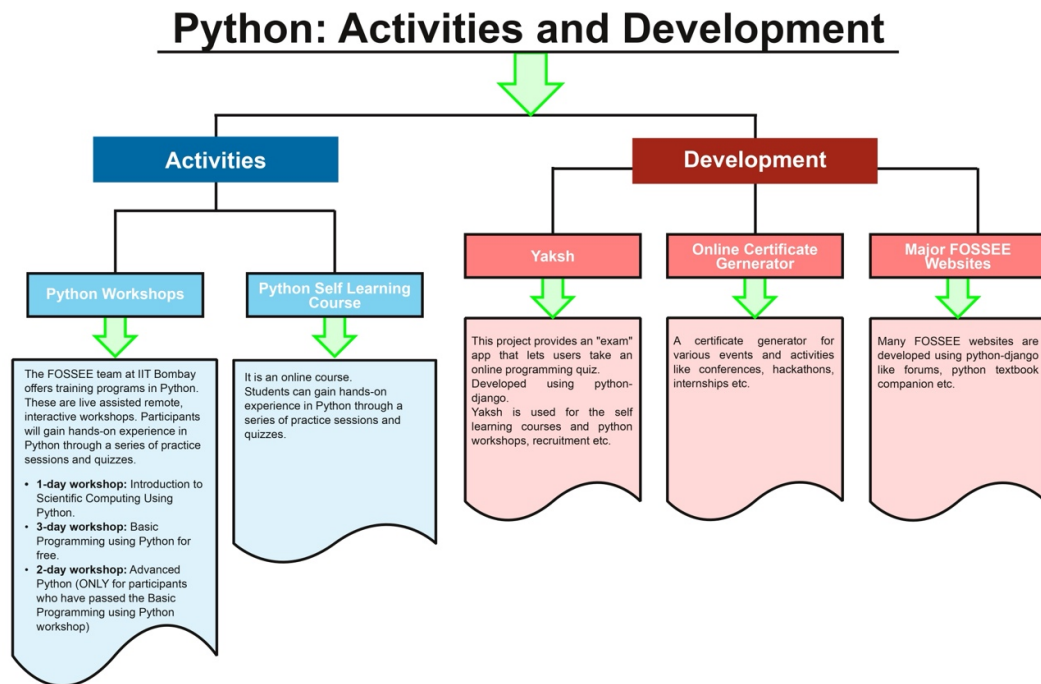 Python: Activities and Development
Activities
Development
Python Workshops
Python Self Learning
Course
Yaksh
Online Certificate
Gernerator
Major FOSSEE
Websites
The FOSSEE team at IIT Bombay
offers training programs in Python.
These are live assisted remote,
interactive workshops. Participants
will gain hands-on experience in
Python through a series of practice
sessions and quizzes.
• 1-day workshop: Introduction to
Scientific Computing Using
Python.
• 3-day workshop: Basic
Programming using Python for
free.
• 2-day workshop: Advanced
Python (ONLY for participants
who have passed the Basic
Programming using Python
workshop)
It is an online course.
Students can gain hands-on
experience in Python through a
series of practice sessions and
quizzes.
This project provides an "exam"
app that lets users take an
online programming quiz.
Developed using python-
django.
Yaksh is used for the self
learning courses and python
workshops, recruitment etc.
A certificate generator for
various events and activities
like conferences, hackathons,
internships etc.
Many FOSSEE websites are
developed using python-django
like forums, python textbook
companion etc.